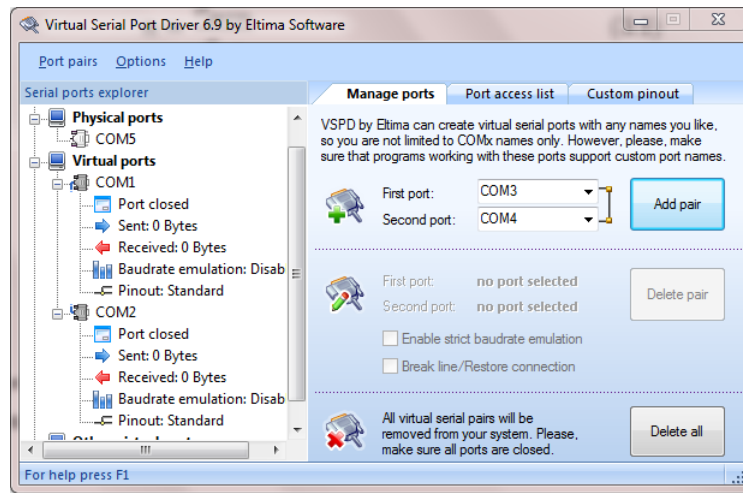 Virtual Serial Port Driver 6.9 by Eltima Software
Port pairs Options Help
Serial ports explorer
Physical ports
COM5
Virtual ports
COM1
Port closed
Sent: 0 Bytes
Received: 0 Bytes
Baudrate emulation: Disab
Pinout: Standard
COM2
Port closed
Sent: 0 Bytes
Received: 0 Bytes
Baudrate emulation: Disab
Pinout: Standard
Manage ports Port access list Custom pinout
VSPD by Eltima can create virtual serial ports with any names you like,
so you are not limited to COMx names only. However, please, make
sure that programs working with these ports support custom port names.
First port: COM3
Second port: COM4
Add pair
First port: no port selected
Second port: no port selected
Delete pair
Enable strict baudrate emulation
Break line/Restore connection
All virtual serial pairs will be
removed from your system. Please,
make sure all ports are closed.
Delete all
For help press F1